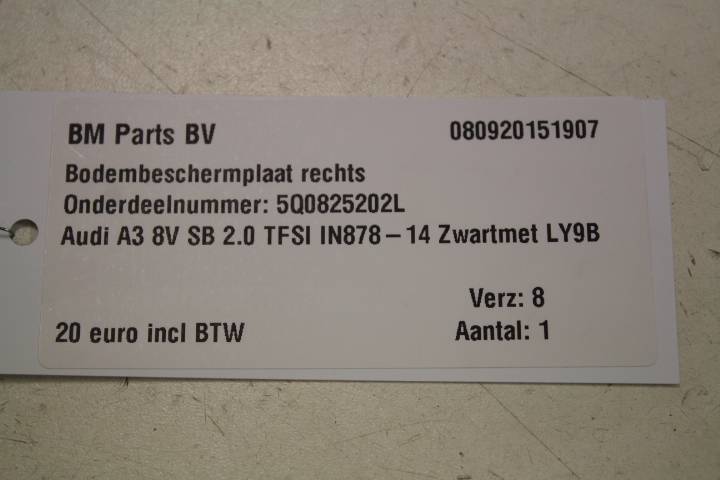 BM Parts BV 080920151907
Bodembeschermplaat rechts
Onderdeelnummer: 5Q0825202L
Audi A3 8V SB 2.0 TFSI IN878 – 14 Zwartmet LY9B
Verz: 8
20 euro incl BTW Aantal: 1